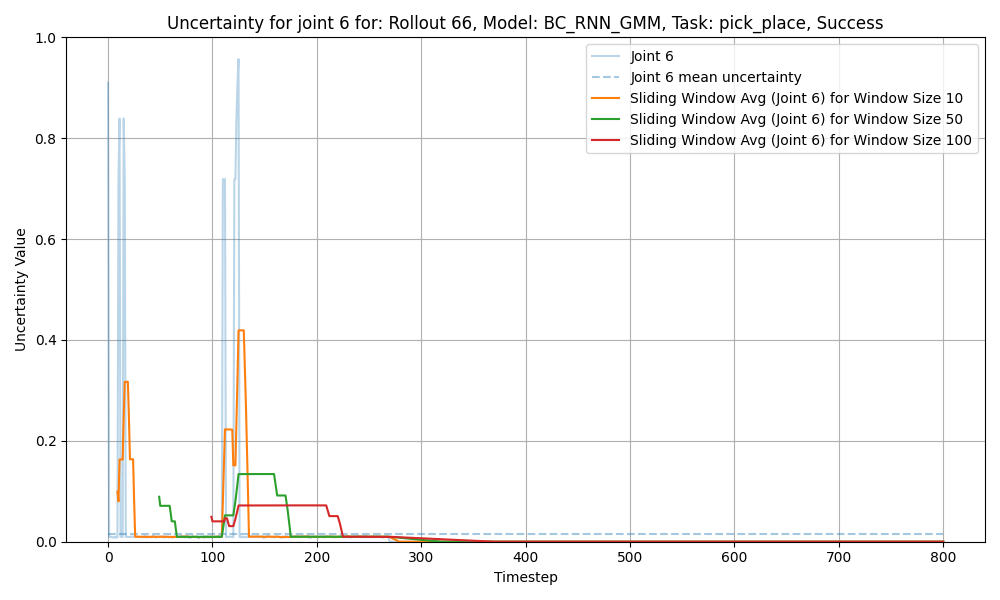 Uncertainty for joint 6 for: Rollout 66, Model: BC_RNN_GMM, Task: pick_place, Success
Uncertainty Value
1.0
0.8
0.6
0.4
0.2
0.0
Joint 6
Joint 6 mean uncertainty
Sliding Window Avg (Joint 6) for Window Size 10
Sliding Window Avg (Joint 6) for Window Size 50
Sliding Window Avg (Joint 6) for Window Size 100
0 100 200 300 400 500 600 700 800
Timestep